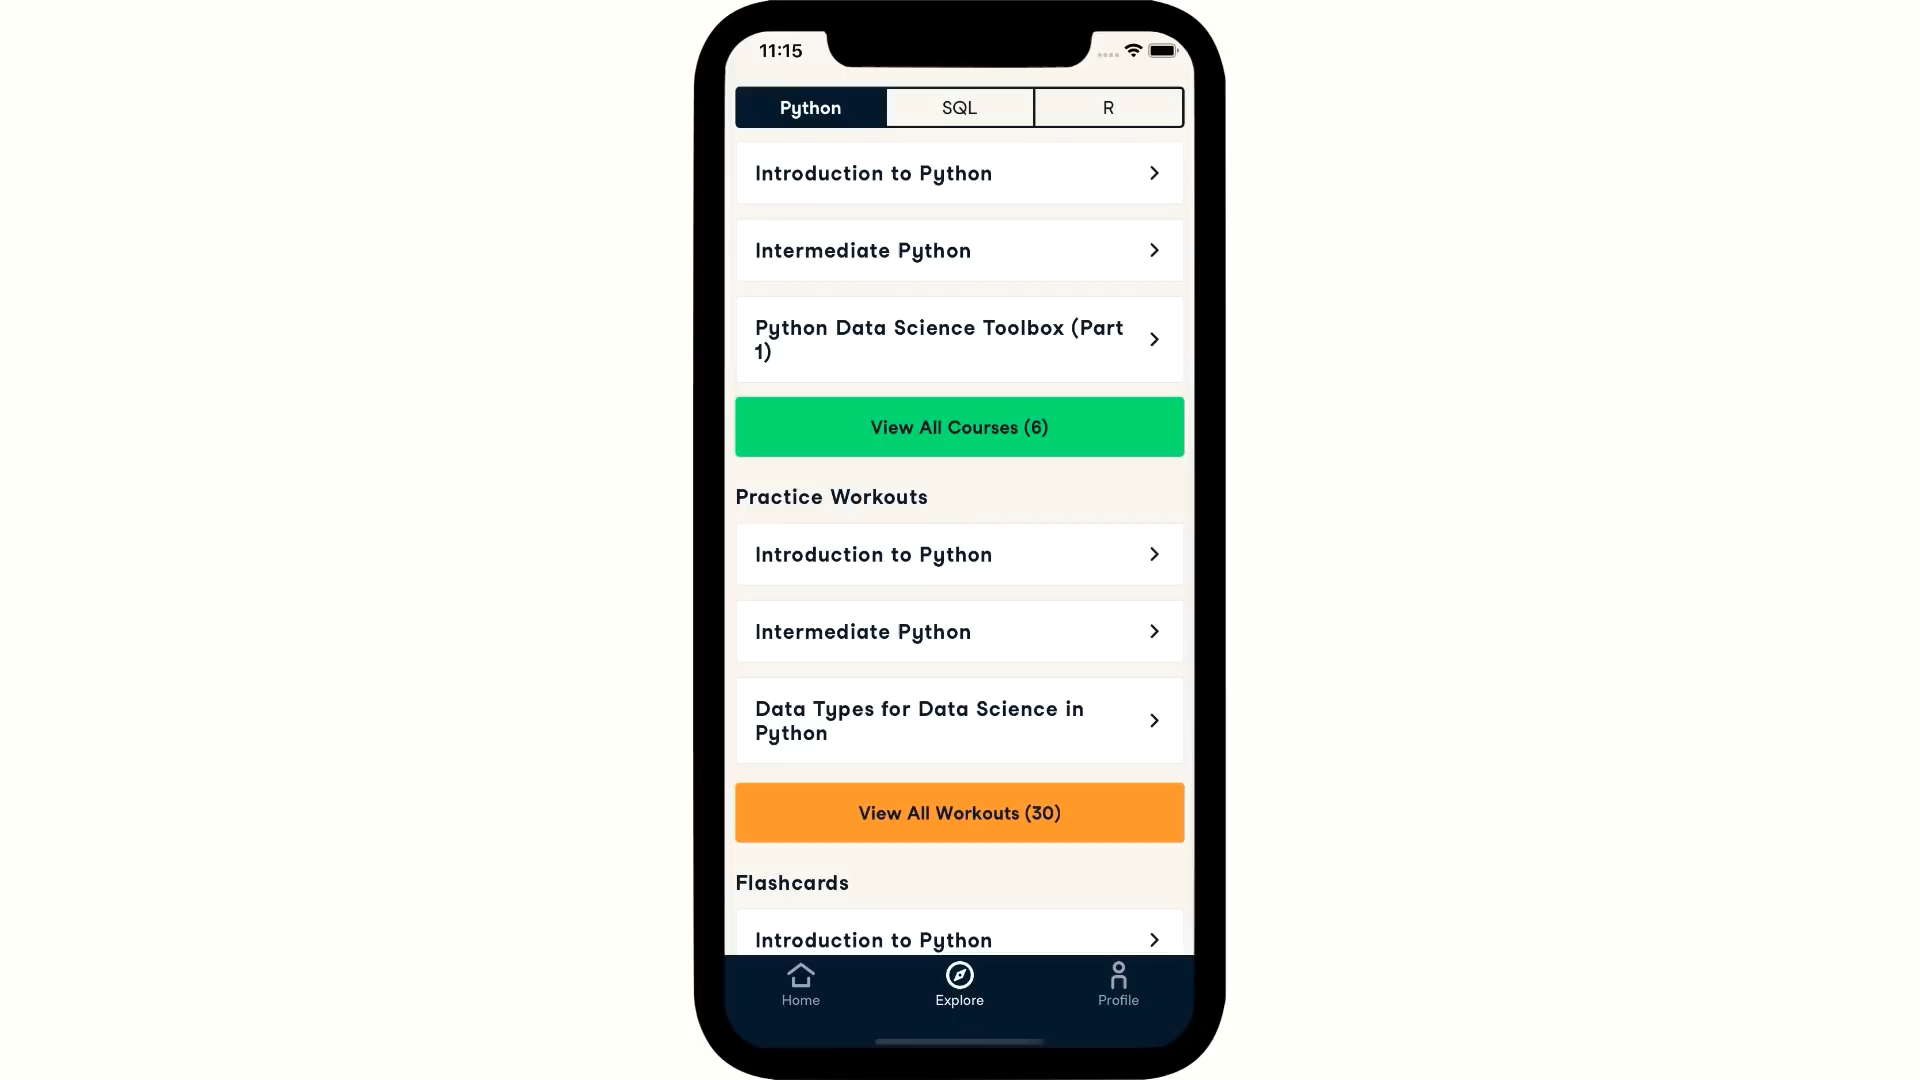 11:15
Python
SQL
R
Introduction to Python
Intermediate Python
Python Data Science Toolbox (Part
1)
View All Courses (6)
Practice Workouts
Introduction to Python
Intermediate Python
Data Types for Data Science in
Python
View All Workouts (30)
Flashcards
Introduction to Python
Home
Explore
Profile